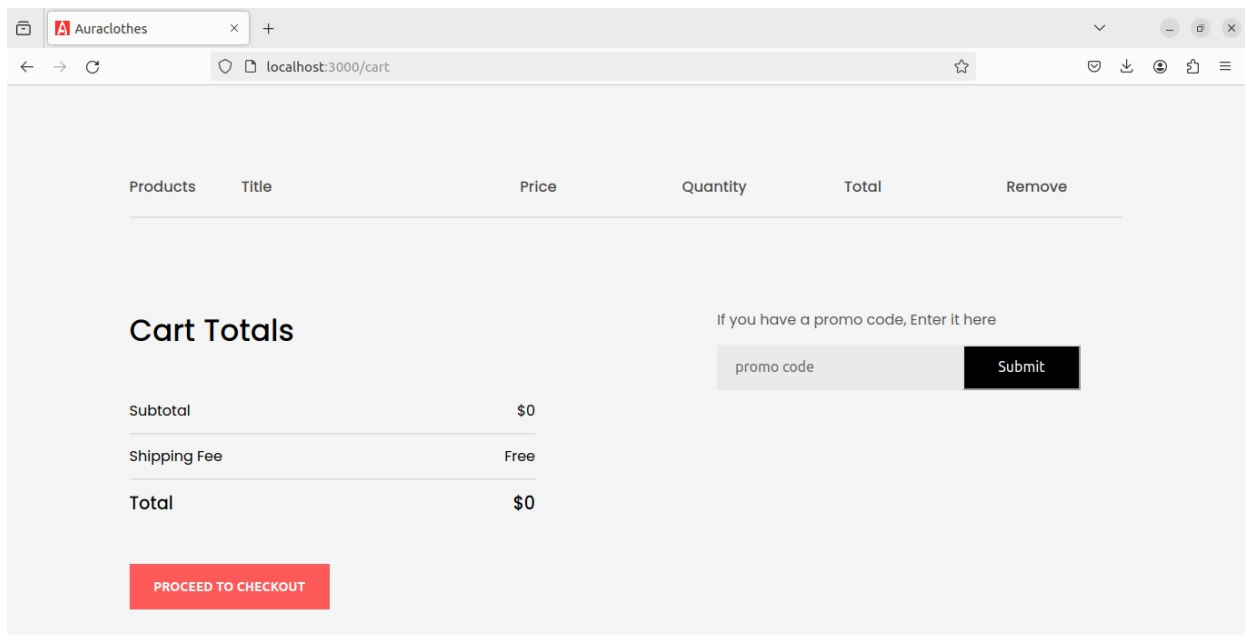 Auraclothes
localhost:3000/cart
Products Title Price Quantity Total Remove
Cart Totals
If you have a promo code, Enter it here
promo code Submit
Subtotal $0
Shipping Fee Free
Total $0
PROCEED TO CHECKOUT